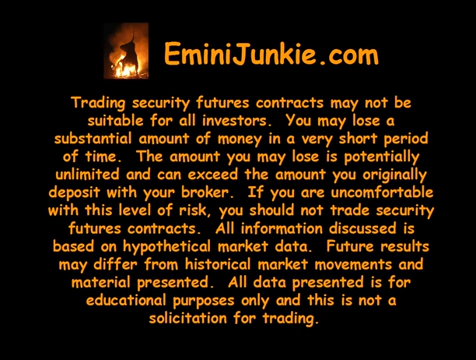 EminiJunkie.com
Trading security futures contracts may not be
suitable for all investors. You may lose a
substantial amount of money in a very short period
of time. The amount you may lose is potentially
unlimited and can exceed the amount you originally
deposit with your broker. If you are uncomfortable
with this level of risk, you should not trade security
futures contracts. All information discussed is
based on hypothetical market data. Future results
may differ from historical market movements and
material presented. All data presented is for
educational purposes only and this is not a
solicitation for trading.